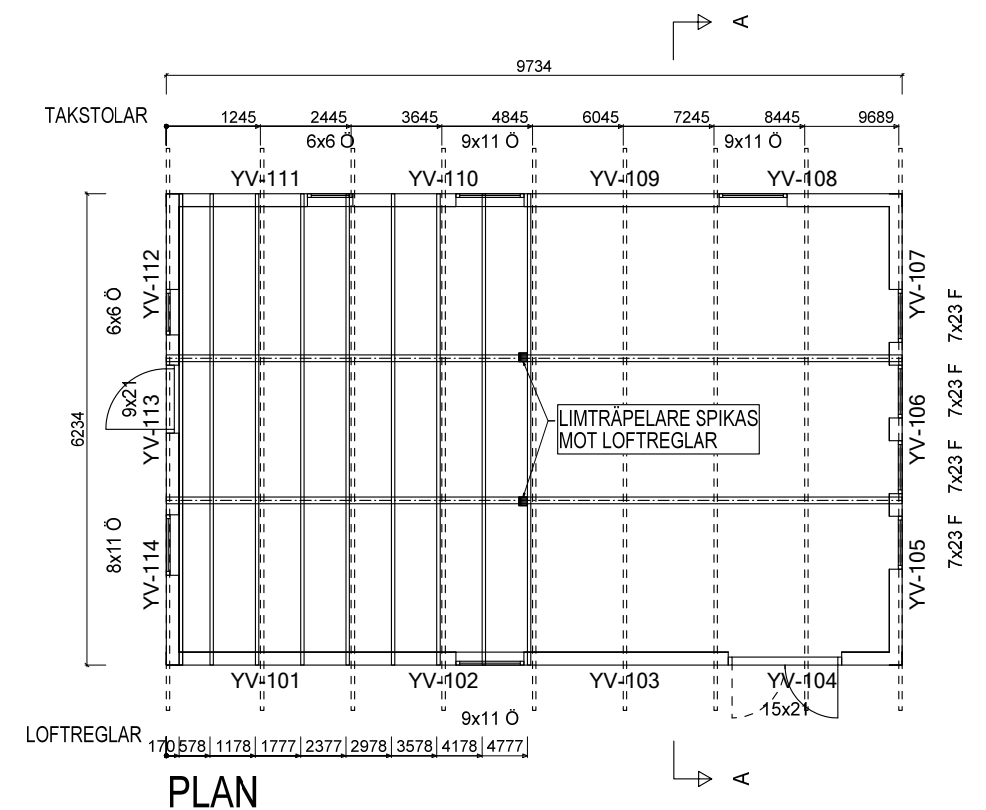 A
9734
TAKSTOLAR
1245 2445 3645 4845 6045 7245 8445 9689
6x6 Ö 9x11 Ö 9x11 Ö
YV-111 YV-110 YV-109 YV-108
YV-112
YV-107
6x6 Ö
7x23 F
9x21
YV-113
6234
LIMTRÄPELARE SPIKAS
MOT LOFTREGLAR
YV-106
7x23 F
7x23 F
8x11 Ö
YV-114
YV-105
7x23 F
YV-101 YV-102 YV-103 YV-104
9x11 Ö 15x21
LOFTREGLAR
170 578 1178 1777 2377 2978 3578 4178 4777
A
PLAN